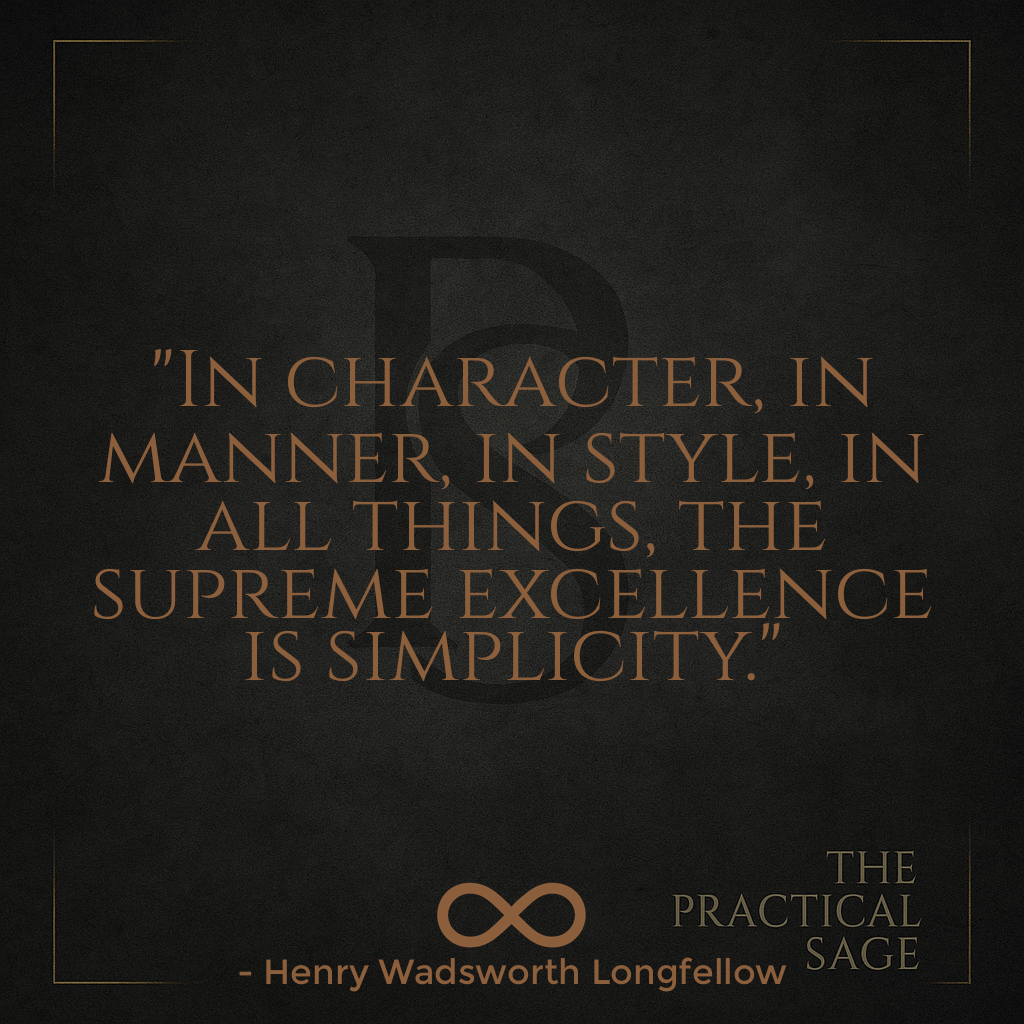 "In character, in
manner, in style, in
all things, the
supreme excellence
is simplicity."
THE
PRACTICAL
SAGE
- Henry Wadsworth Longfellow